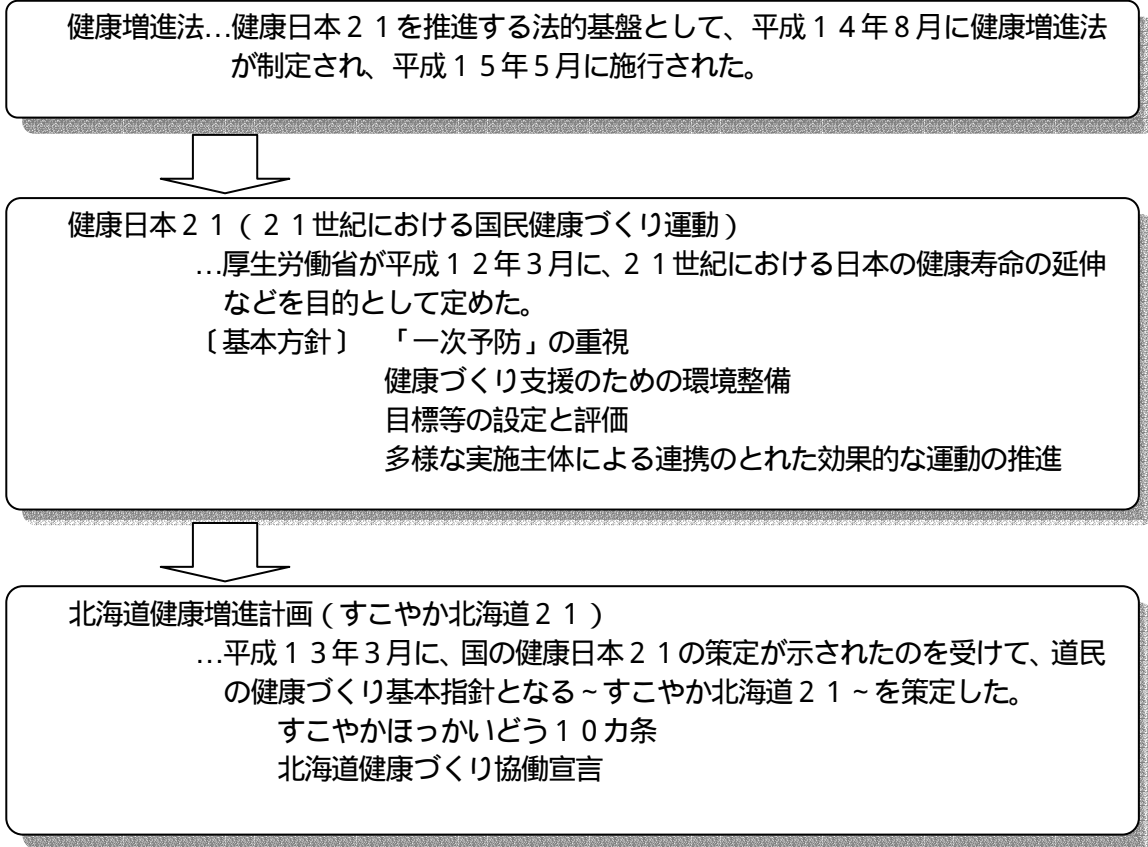 健康増進法…健康日本２１を推進する法的基盤として、平成１４年８月に健康増進法
が制定され、平成１５年５月に施行された。
健康日本２１（２１世紀における国民健康づくり運動）
…厚生労働省が平成１２年３月に、２１世紀における日本の健康寿命の延伸
などを目的として定めた。
〔基本方針〕　「一次予防」の重視
健康づくり支援のための環境整備
目標等の設定と評価
多様な実施主体による連携のとれた効果的な運動の推進
北海道健康増進計画（すこやか北海道２１）
…平成１３年３月に、国の健康日本２１の策定が示されたのを受けて、道民
の健康づくり基本指針となる～すこやか北海道２１～を策定した。
すこやかほっかいどう１０カ条
北海道健康づくり協働宣言